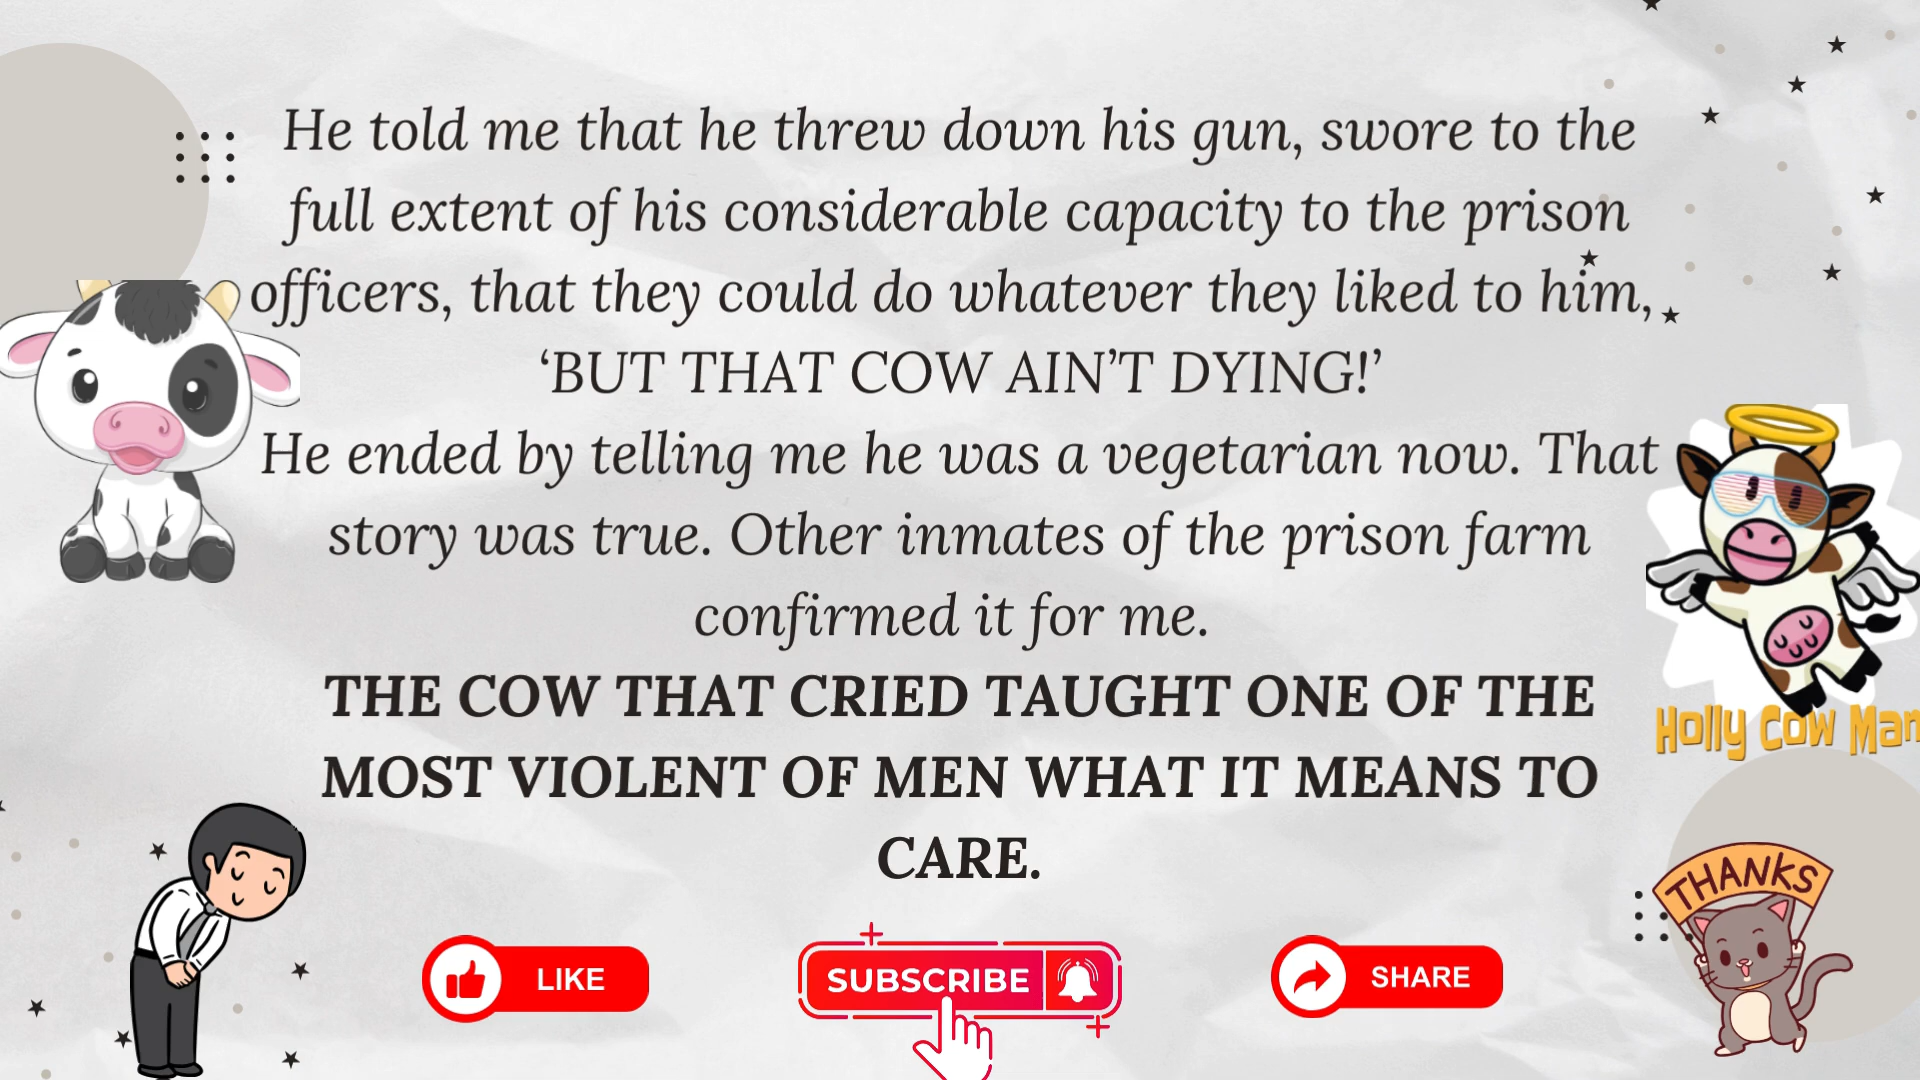 He told me that he threw down his gun, swore to the
full extent of his considerable capacity to the prison
officers, that they could do whatever they liked to him,
‘BUT THAT COW AIN’T DYING!’
He ended by telling me he was a vegetarian now. That
story was true. Other inmates of the prison farm
confirmed it for me.
THE COW THAT CRIED TAUGHT ONE OF THE
MOST VIOLENT OF MEN WHAT IT MEANS TO
CARE.
Holly Cow Man
THANKS
LIKE
SUBSCRIBE
SHARE